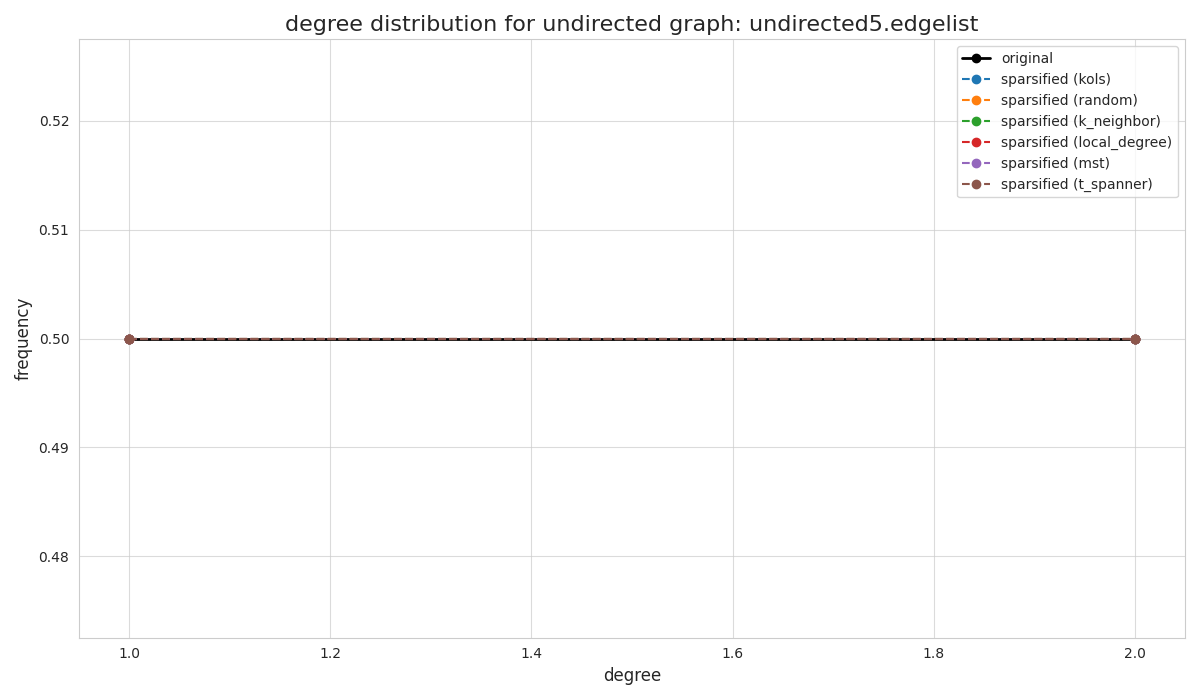 degree distribution for undirected graph: undirected5.edgelist
original
sparsified (kols)
sparsified (random)
sparsified (k_neighbor)
sparsified (local_degree)
sparsified (mst)
sparsified (t_spanner)
frequency
0.52
0.51
0.50
0.49
0.48
1.0 1.2 1.4 1.6 1.8 2.0
degree